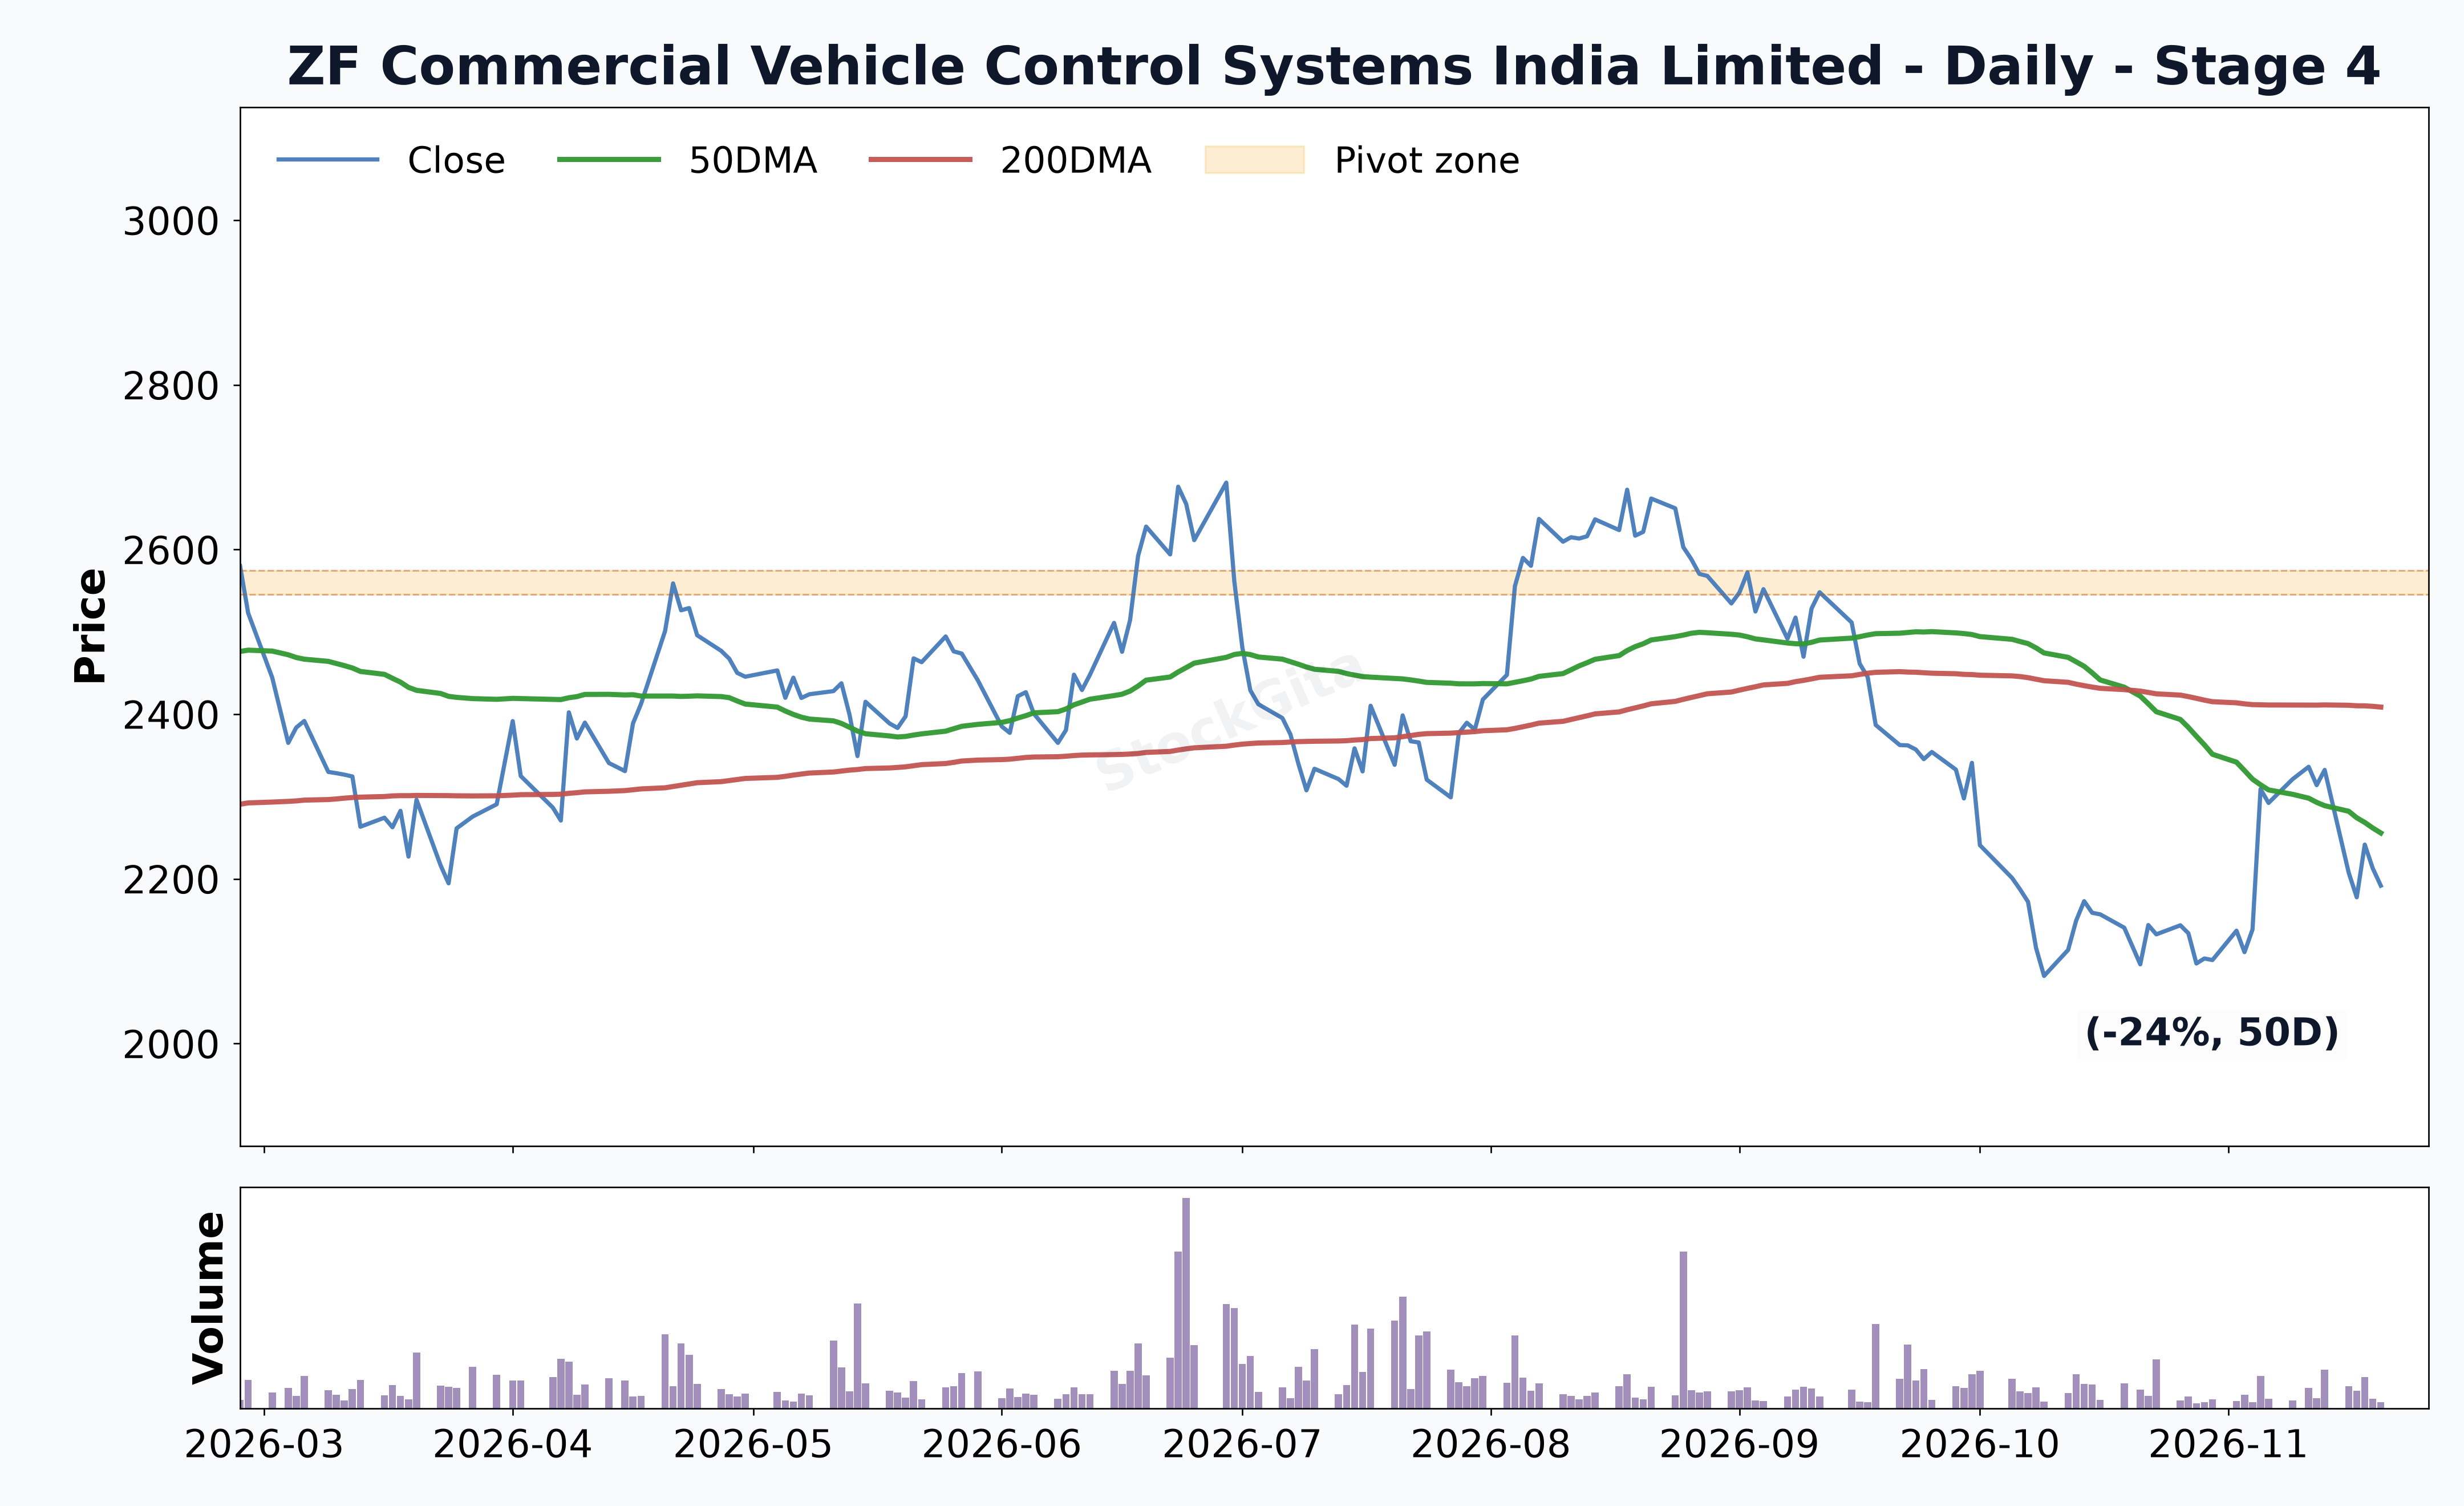 ZF Commercial Vehicle Control Systems India Limited - Daily - Stage 4
Close 50DMA 200DMA Pivot zone
3000
2800
2600
2400
2200
2000
Price
StockGita
(-24%, 50D)
Volume
2026-03 2026-04 2026-05 2026-06 2026-07 2026-08 2026-09 2026-10 2026-11